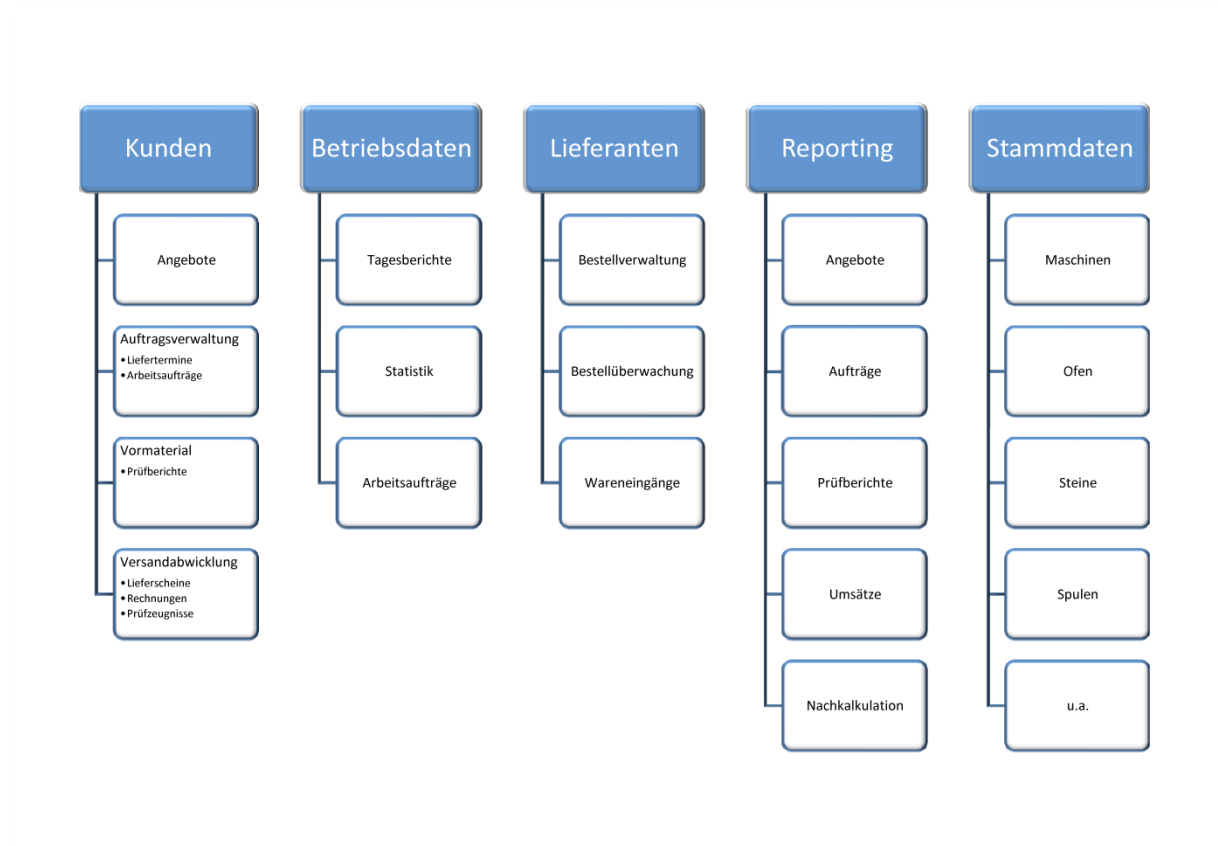 Kunden
Angebote
Auftragsverwaltung
• Liefertermine
• Arbeitsaufträge
Vormaterial
• Prüfberichte
Versandabwicklung
• Lieferscheine
• Rechnungen
• Prüfzeugnisse
Betriebsdaten
Tagesberichte
Statistik
Arbeitsaufträge
Lieferanten
Bestellverwaltung
Bestellüberwachung
Wareneingänge
Reporting
Angebote
Aufträge
Prüfberichte
Umsätze
Nachkalkulation
Stammdaten
Maschinen
Ofen
Steine
Spulen
u.a.